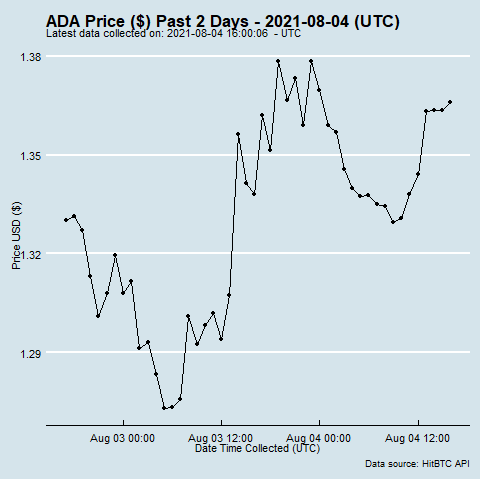 ADA Price ($) Past 2 Days - 2021-08-04 (UTC)
Latest data collected on: 2021-08-04 16:00:06  - UTC
1.38
1.35
1.32
1.29
Price USD ($)
Aug 03 00:00 Aug 03 12:00 Aug 04 00:00 Aug 04 12:00
Date Time Collected (UTC)
Data source: HitBTC API